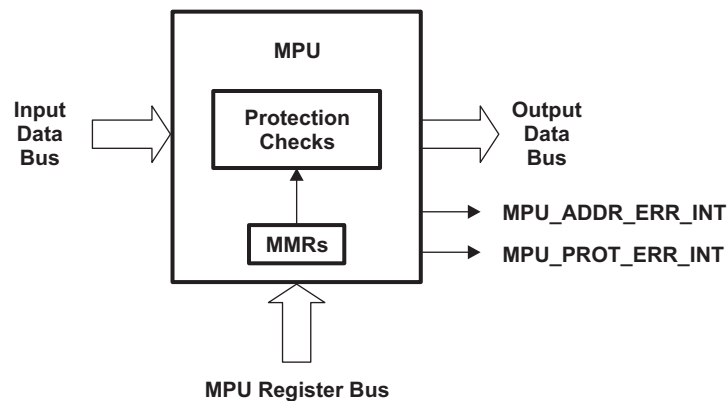 MPU
Input
Data
Bus
Protection
Checks
Output
Data
Bus
MPU_ADDR_ERR_INT
MMRs
MPU_PROT_ERR_INT
MPU Register Bus